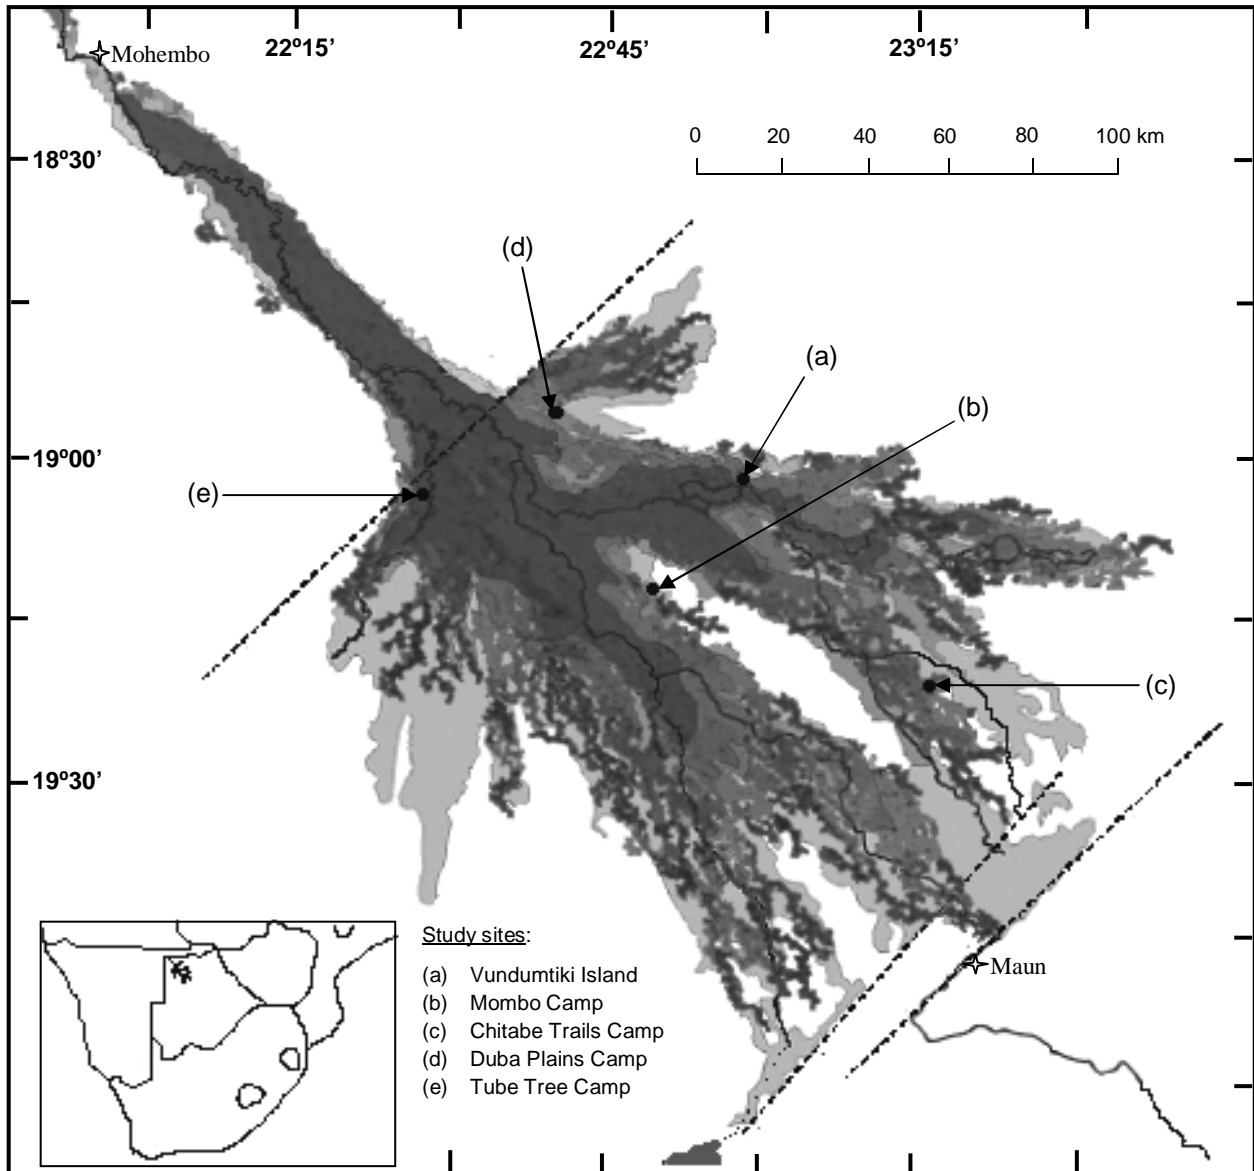 Mohembo
22º15’
22º45’
23º15’
0 20 40 60 80 100 km
18º30’
(d)
(a)
(b)
19º00’
(e)
(c)
19º30’
Study sites:
(a) Vundumtiki Island
(b) Mombo Camp
(c) Chitabe Trails Camp
(d) Duba Plains Camp
(e) Tube Tree Camp
Maun